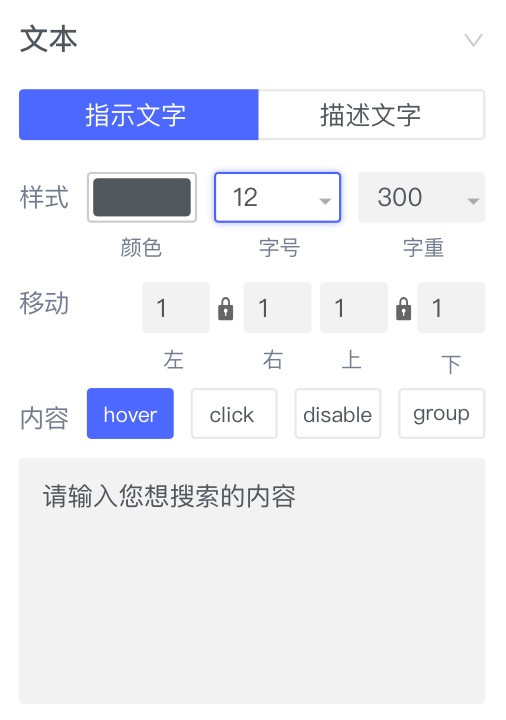 文本
指示文字 描述文字
样式 12 300
颜色 字号 字重
移动 1 1 1 1
左 右 上 下
内容 hover click disable group
请输入您想搜索的内容